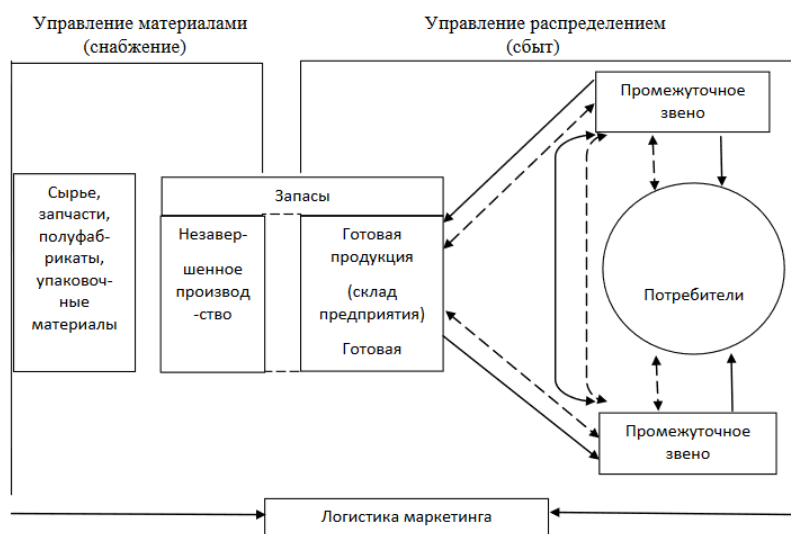 Управление материалами
(снабжение)
Управление распределением
(сбыт)
Промежуточное
звено
Сырье,
запчасти,
полуфаб-
рикаты,
упаковоч-
ные
материалы
Запасы
Незавер-
шенное
производ
-ство
Готовая
продукция
(склад
предприятия)
Готовая
Потребители
Промежуточное
звено
Логистика маркетинга